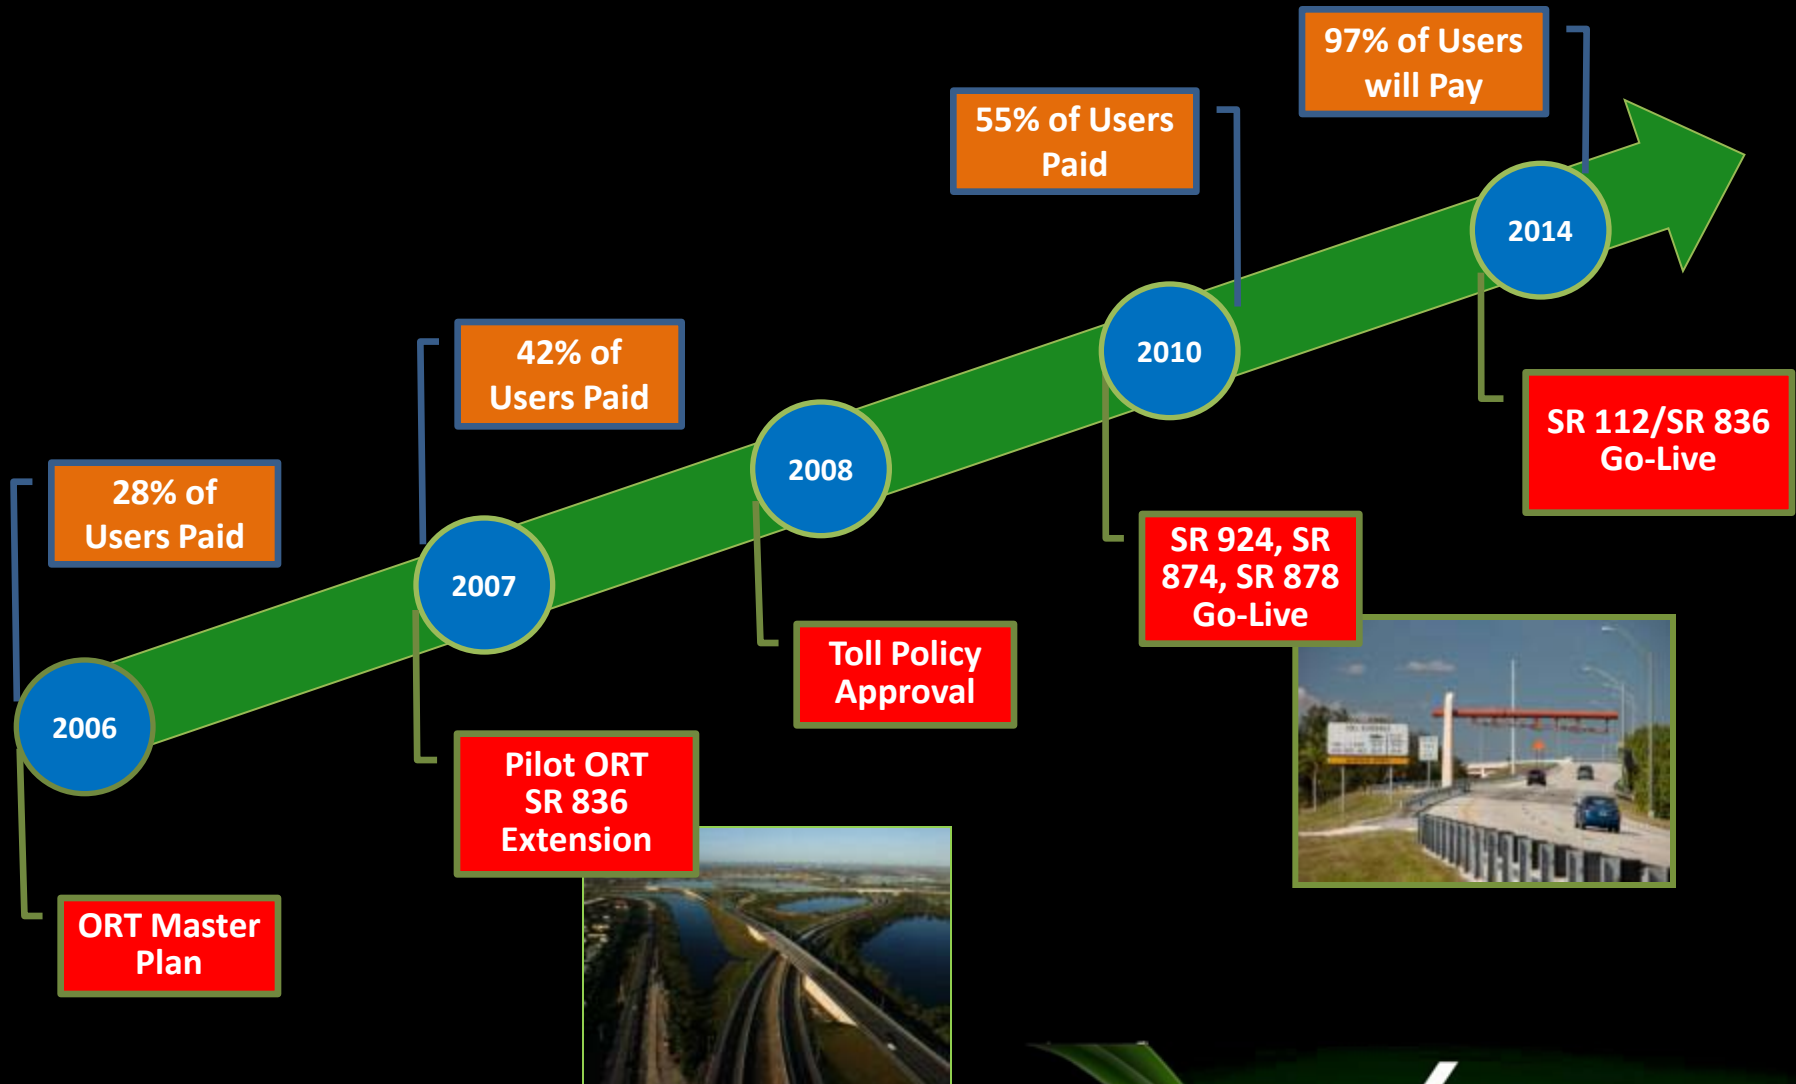 97% of Users
will Pay
55% of Users
Paid
2014
42% of
Users Paid
2010
SR 112/SR 836
Go-Live
28% of
Users Paid
2008
SR 924, SR
874, SR 878
Go-Live
2007
Toll Policy
Approval
2006
Pilot ORT
SR 836
Extension
ORT Master
Plan